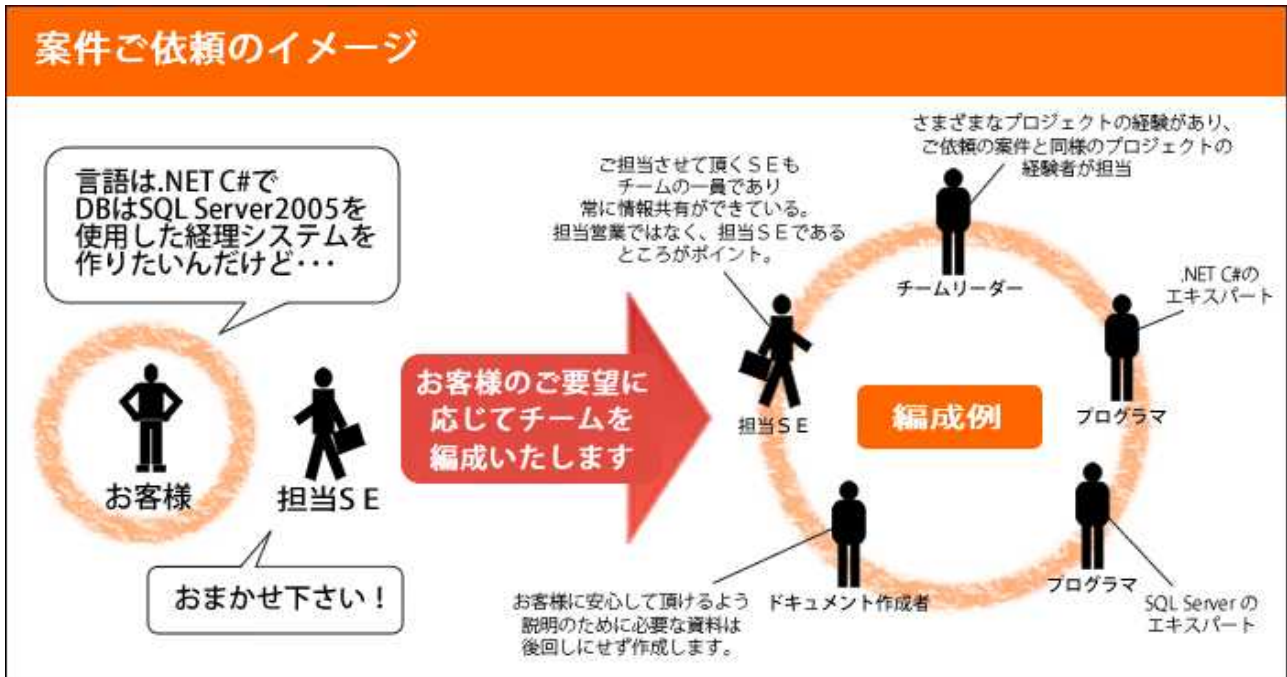 案件ご依頼のイメージ
言語は.NET C#で
DBはSQL Server2005を
使用した経理システムを
作りたいんだけど・・・
お客様
担当ＳＥ
おまかせ下さい！
お客様のご要望に
応じてチームを
編成いたします
ご担当させて頂くＳＥも
チームの一員であり
常に情報共有ができている。
担当営業ではなく、担当ＳＥである
ところがポイント。
さまざまなプロジェクトの経験があり、
ご依頼の案件と同様のプロジェクトの
経験者が担当
チームリーダー
.NET C#の
エキスパート
担当ＳＥ
編成例
プログラマ
お客様に安心して頂けるよう
説明のために必要な資料は
後回しにせず作成します。
ドキュメント作成者
プログラマ
SQL Serverの
エキスパート